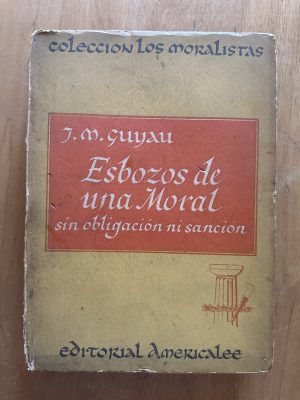 COLECCION LOS MORALISTAS
J. M. GUYAU
Esbozos de
una Moral
sin obligación ni sanción
EDITORIAL AMERICALEE